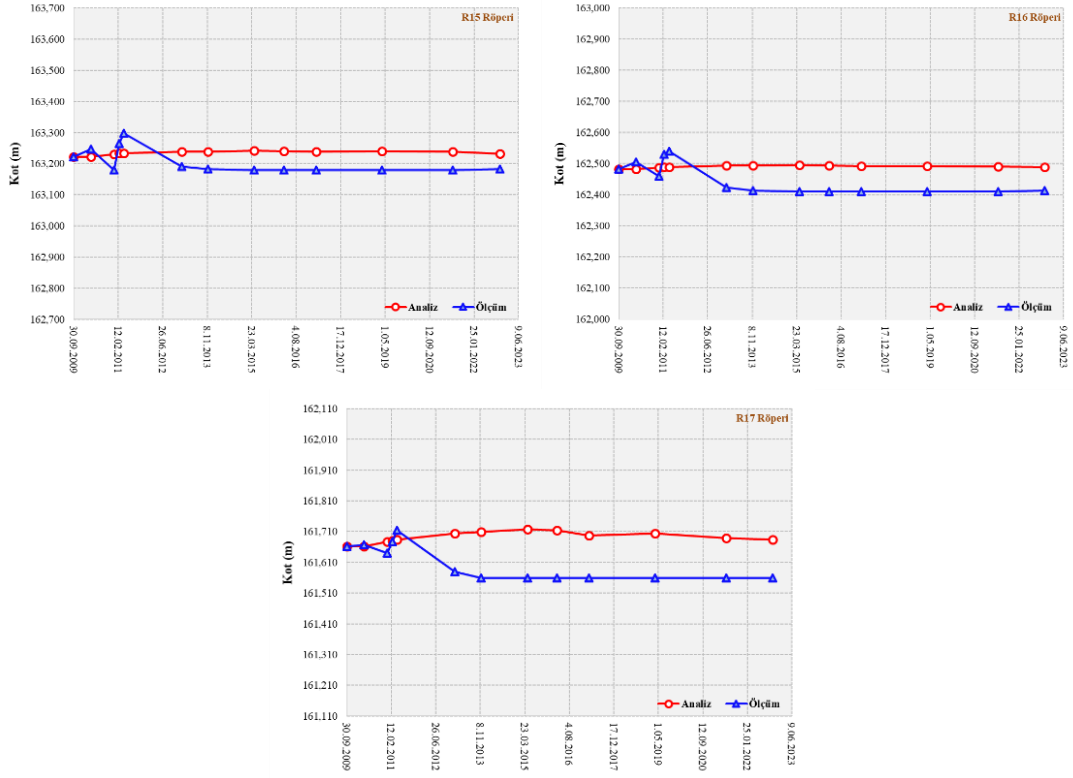 R15 Röperi
Kot (m)
163,700
163,600
163,500
163,400
163,300
163,200
163,100
163,000
162,900
162,800
162,700
Analiz Ölçüm
30.09.2009 12.02.2011 26.06.2012 8.11.2013 23.03.2015 4.08.2016 17.12.2017 1.05.2019 12.09.2020 25.01.2022 9.06.2023
R16 Röperi
Kot (m)
163,000
162,900
162,800
162,700
162,600
162,500
162,400
162,300
162,200
162,100
162,000
Analiz Ölçüm
30.09.2009 12.02.2011 26.06.2012 8.11.2013 23.03.2015 4.08.2016 17.12.2017 1.05.2019 12.09.2020 25.01.2022 9.06.2023
R17 Röperi
Kot (m)
162,110
162,010
161,910
161,810
161,710
161,610
161,510
161,410
161,310
161,210
161,110
Analiz Ölçüm
30.09.2009 12.02.2011 26.06.2012 8.11.2013 23.03.2015 4.08.2016 17.12.2017 1.05.2019 12.09.2020 25.01.2022 9.06.2023